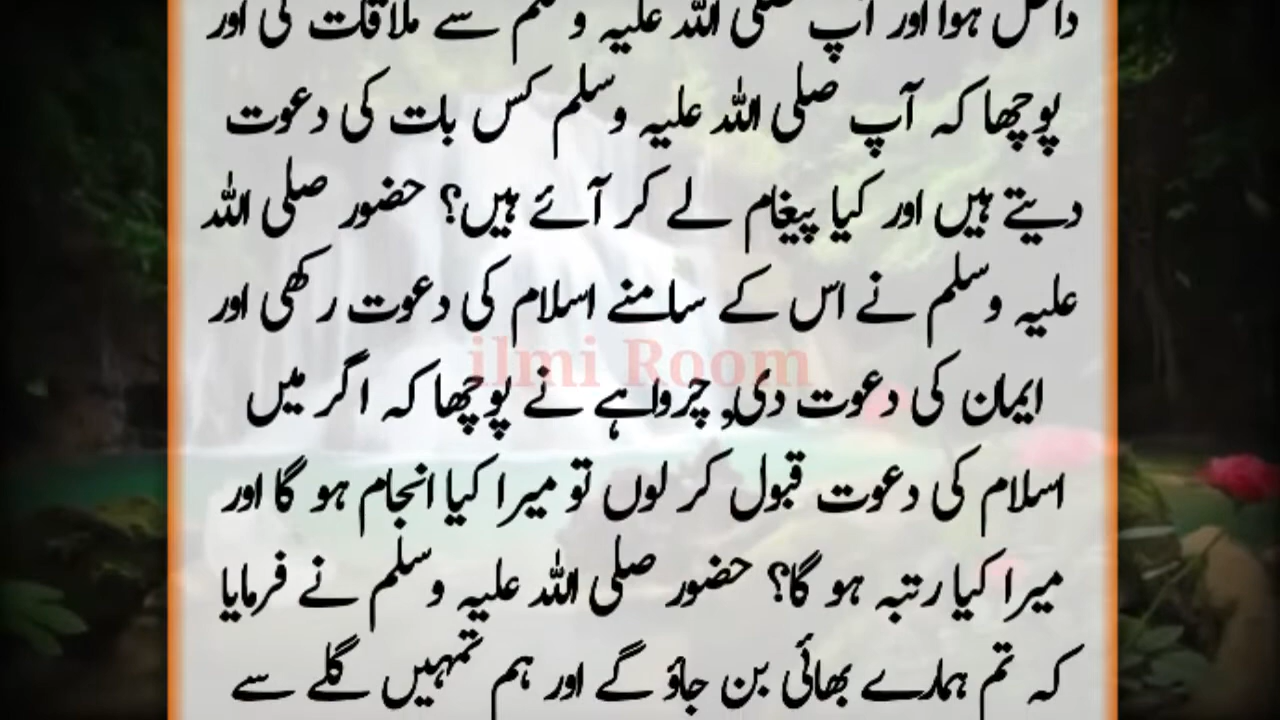 داخل ہوا اور آپ صلی اللہ علیہ وسلم سے ملاقات کی اور
پوچھا کہ آپ صلی اللہ علیہ وسلم کس بات کی دعوت
دیتے ہیں اور کیا پیغام لے کر آئے ہیں؟ حضور صلی اللہ
علیہ وسلم نے اس کے سامنے اسلام کی دعوت رکھی اور
ilmi Room
ایمان کی دعوت دی, چرواہے نے پوچھا کہ اگر میں
اسلام کی دعوت قبول کر لوں تو میرا کیا انجام ہو گا اور
میرا کیا رتبہ ہو گا؟ حضور صلی اللہ علیہ وسلم نے فرمایا
کہ تم ہمارے بھائی بن جاؤ گے اور ہم تمہیں گلے سے